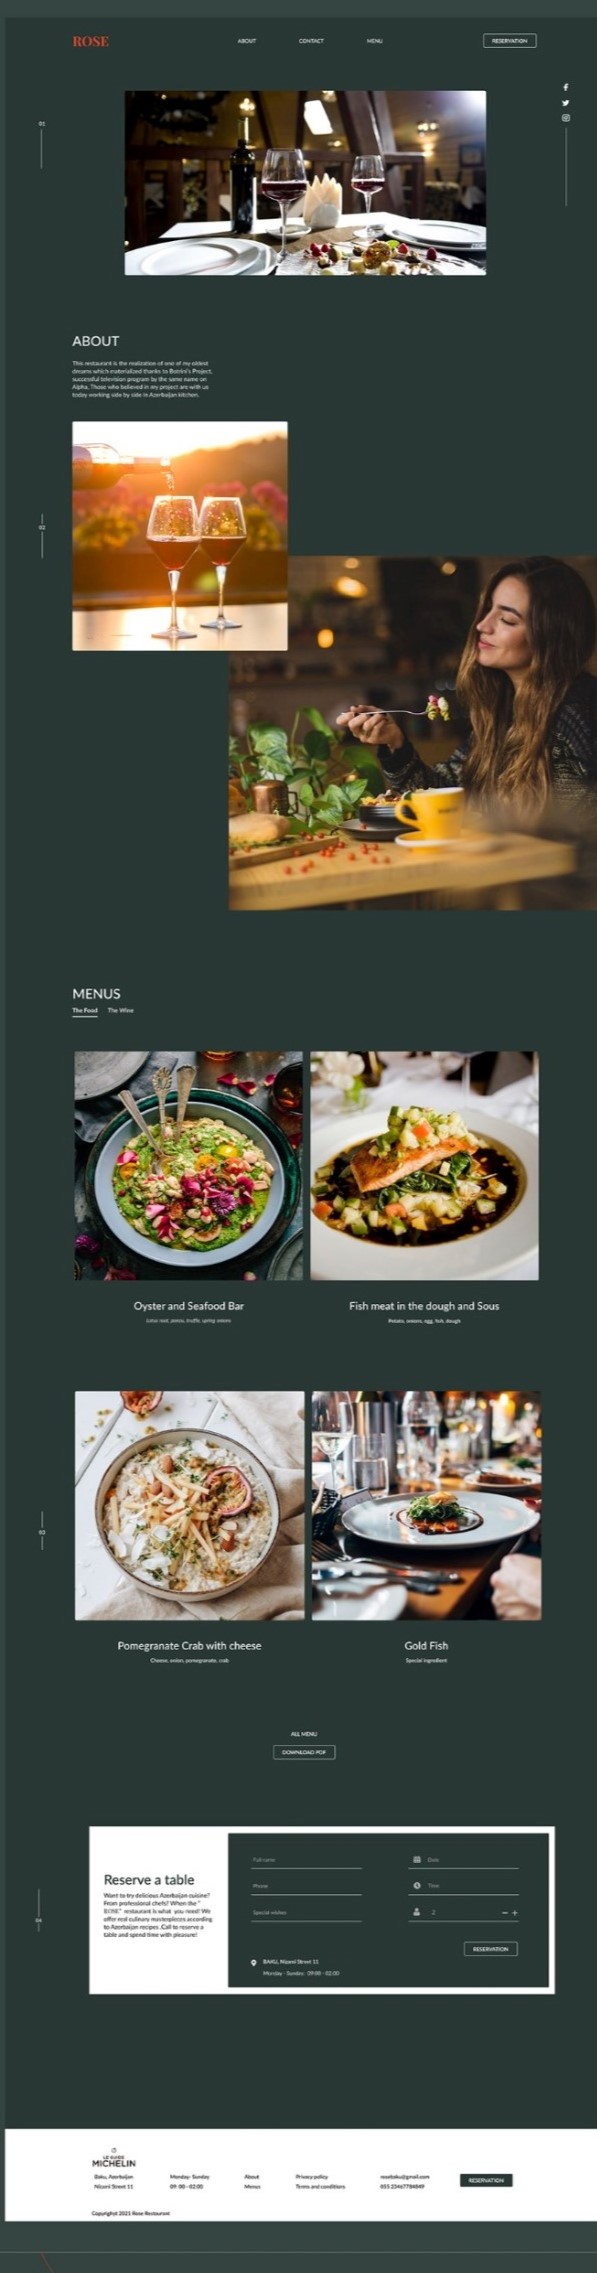 ROSE
ABOUT
CONTACT
MENU
RESERVATION
01
ABOUT
This restaurant is the realization of one of my oldest
dreams which materialized thanks to Botrini's Project,
successful television program by the same name on
Alpha, Those who believed in my project are with us
today working side by side in Azerbaijan kitchen.
02
MENUS
The Food The Wine
Oyster and Seafood Bar
Lotus root, ponzu, truffle, spring onions
Fish meat in the dough and Sous
Potato, onions, egg, fish, dough
03
Pomegranate Crab with cheese
Cheese, onion, pomegranate, crab
Gold Fish
Special Ingredient
ALL MENU
DOWNLOAD PDF
04
Reserve a table
Want to try delicious Azerbaijan cuisine?
From professional chefs? When the "
ROSE" restaurant is what you need! We
offer real culinary masterpieces according
to Azerbaijan recipes .Call to reserve a
table and spend time with pleasure!
Full name
Date
Phone
Time
Special wishes
2
RESERVATION
BAKU, Nizami Street 11
Monday - Sunday: 09:00 - 02:00
LE GUIDE
MICHELIN
Baku, Azerbaijan
Nizami Street 11
Monday- Sunday
09: 00 - 02:00
About
Menus
Privacy policy
Terms and conditions
rosebaku@gmail.com
055 22467784849
RESERVATION
Copyright 2021 Rose Restaurant